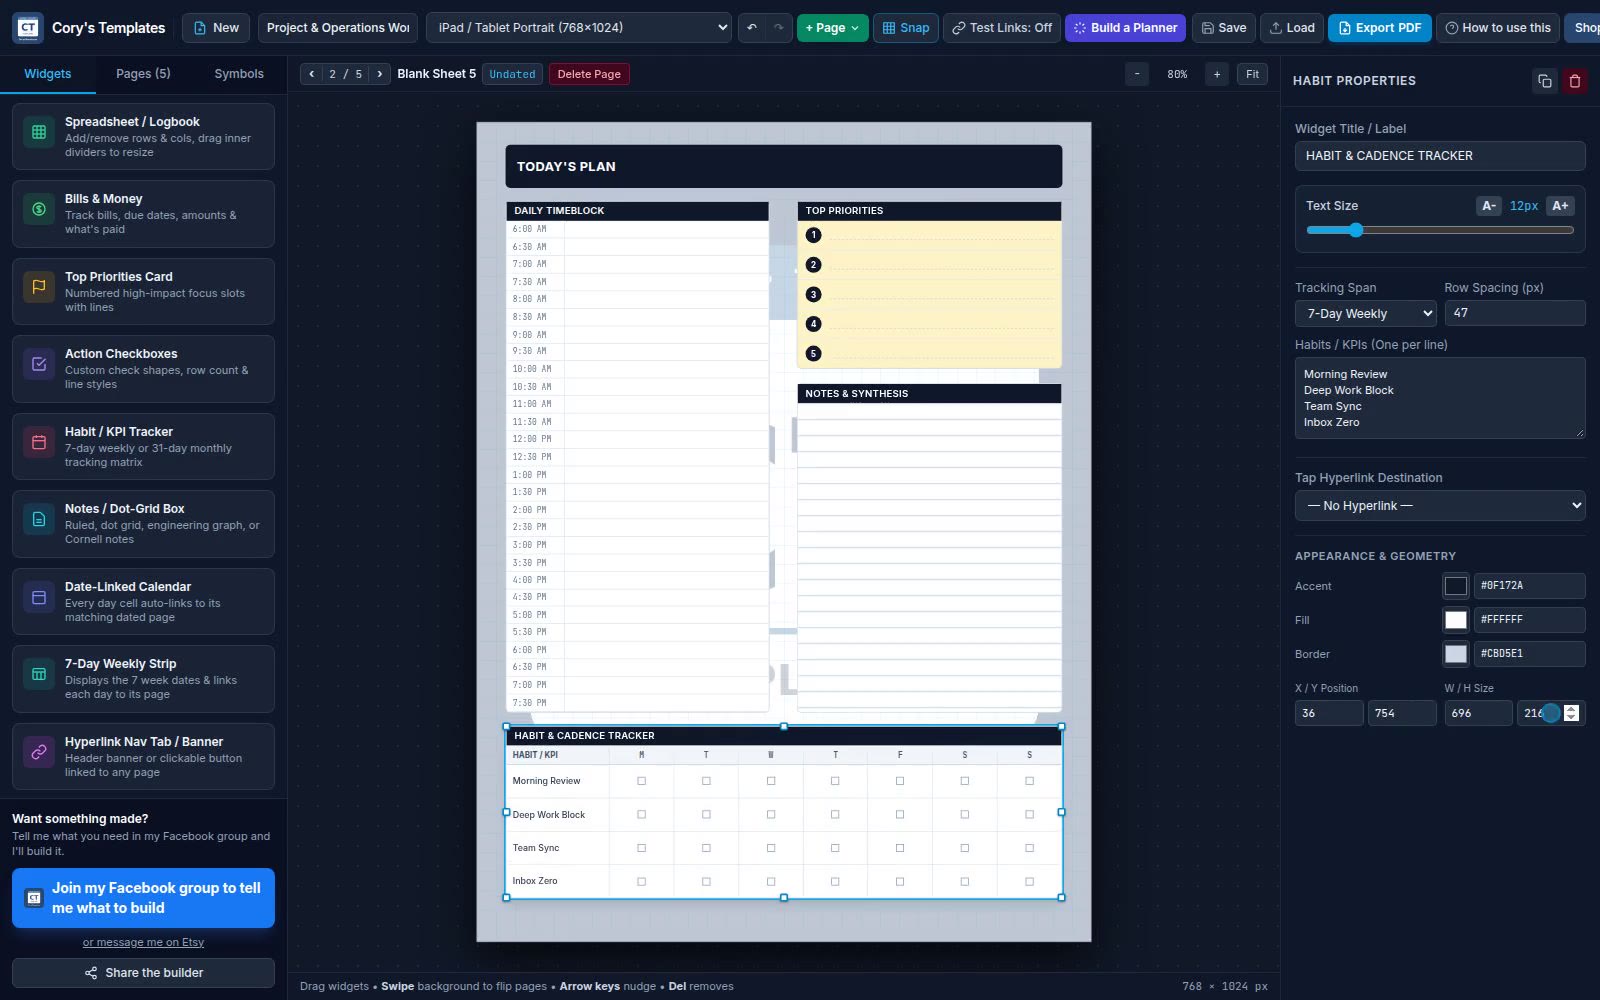 CT
Cory's Templates
New
Project & Operations Wor
iPad / Tablet Portrait (768×1024)
+ Page
Snap
Test Links: Off
Build a Planner
Save
Load
Export PDF
How to use this
Shop
Widgets
Pages (5)
Symbols
2 / 5
Blank Sheet 5
Undated
Delete Page
-
80%
+
Fit
HABIT PROPERTIES
Spreadsheet / Logbook
Add/remove rows & cols, drag inner
dividers to resize
Bills & Money
Track bills, due dates, amounts &
what's paid
Top Priorities Card
Numbered high-impact focus slots
with lines
Action Checkboxes
Custom check shapes, row count &
line styles
Habit / KPI Tracker
7-day weekly or 31-day monthly
tracking matrix
Notes / Dot-Grid Box
Ruled, dot grid, engineering graph, or
Cornell notes
Date-Linked Calendar
Every day cell auto-links to its
matching dated page
7-Day Weekly Strip
Displays the 7 week dates & links
each day to its page
Hyperlink Nav Tab / Banner
Header banner or clickable button
linked to any page
Want something made?
Tell me what you need in my Facebook group and
I'll build it.
CT
Join my Facebook group to tell
me what to build
or message me on Etsy
Share the builder
TODAY'S PLAN
DAILY TIMEBLOCK
6:00 AM
6:30 AM
7:00 AM
7:30 AM
8:00 AM
8:30 AM
9:00 AM
9:30 AM
10:00 AM
10:30 AM
11:00 AM
11:30 AM
12:00 PM
12:30 PM
1:00 PM
1:30 PM
2:00 PM
2:30 PM
3:00 PM
3:30 PM
4:00 PM
4:30 PM
5:00 PM
5:30 PM
6:00 PM
6:30 PM
7:00 PM
7:30 PM
TOP PRIORITIES
1
2
3
4
5
NOTES & SYNTHESIS
HABIT & CADENCE TRACKER
HABIT / KPI M T W T F S S
Morning Review
Deep Work Block
Team Sync
Inbox Zero
Drag widgets • Swipe background to flip pages • Arrow keys nudge • Del removes
768 × 1024 px
Widget Title / Label
HABIT & CADENCE TRACKER
Text Size
A-
12px
A+
Tracking Span
Row Spacing (px)
7-Day Weekly
47
Habits / KPIs (One per line)
Morning Review
Deep Work Block
Team Sync
Inbox Zero
Tap Hyperlink Destination
— No Hyperlink —
APPEARANCE & GEOMETRY
Accent
#0F172A
Fill
#FFFFFF
Border
#CBD5E1
X / Y Position
W / H Size
36
754
696
216